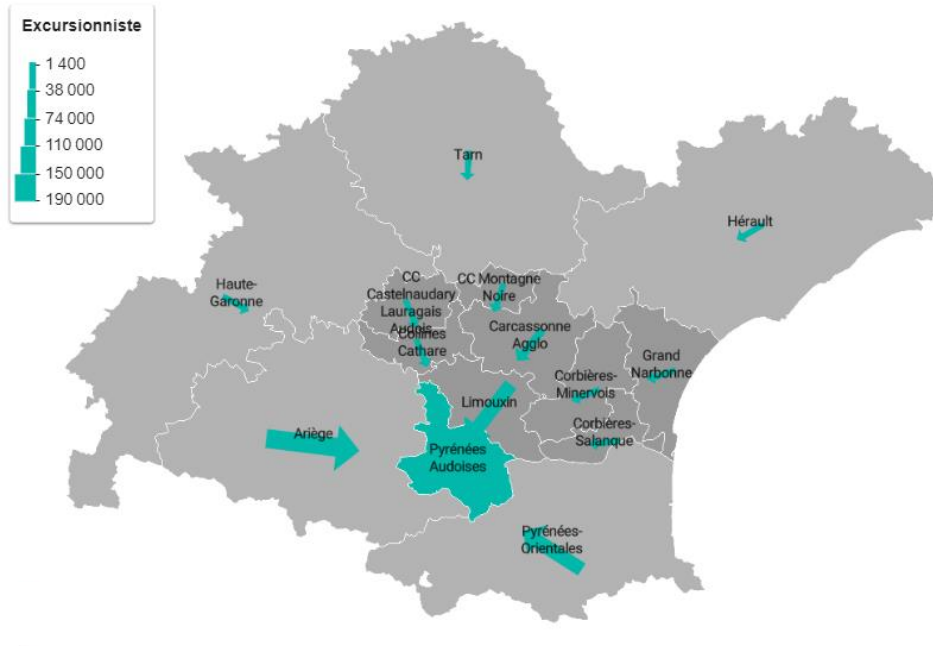 Excursionniste
1 400
38 000
74 000
110 000
150 000
190 000
Tarn
Hérault
Haute-
Garonne
CC
Castelnaudary
Lauragais
Audois
Collines
Cathare
CC Montagne
Noire
Carcassonne
Agglo
Grand
Narbonne
Corbières-
Minervois
Limouxin
Corbières-
Salanque
Ariège
Pyrénées
Audoises
Pyrénées-
Orientales